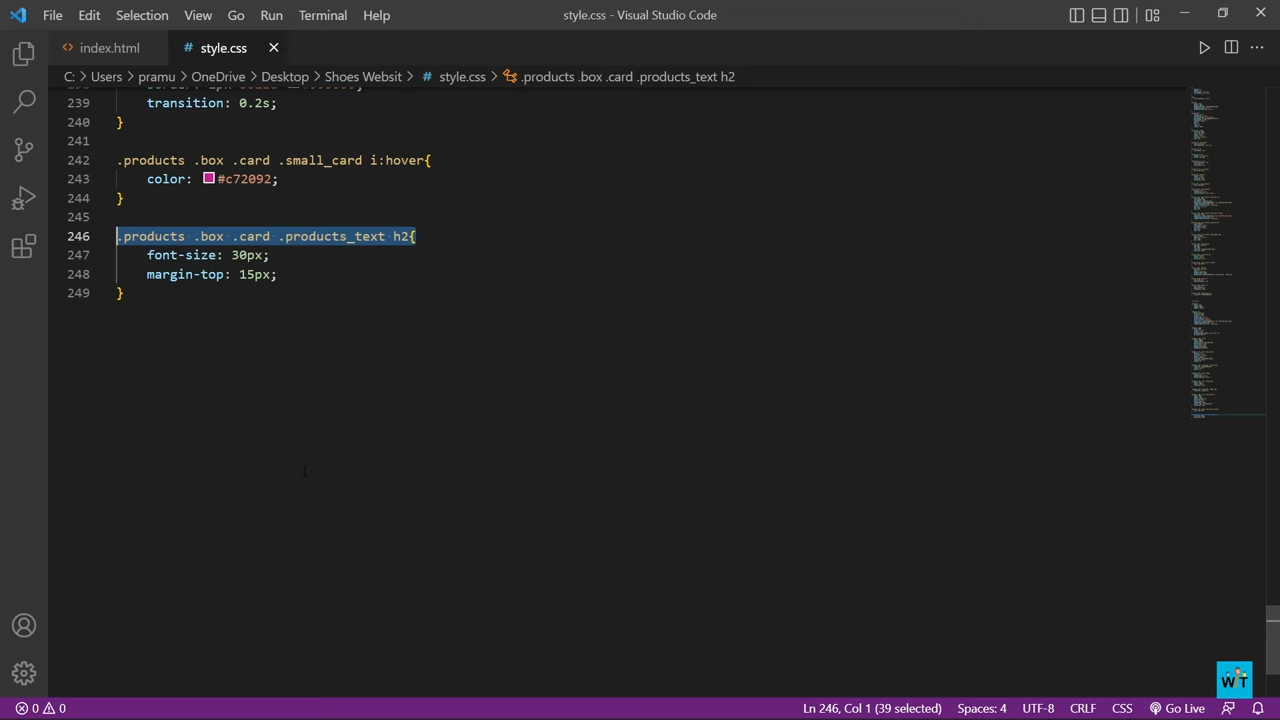 File Edit Selection View Go Run Terminal Help style.css - Visual Studio Code
<> index.html # style.css
C: > Users > pramu > OneDrive > Desktop > Shoes Websit > # style.css > .products .box .card .products_text h2
239 transition: 0.2s;
240 }
241
242 .products .box .card .small_card i:hover{
243 color: #c72092;
244 }
245
246 .products .box .card .products_text h2{
247 font-size: 30px;
248 margin-top: 15px;
249 }
WT
0 0 Ln 246, Col 1 (39 selected) Spaces: 4 UTF-8 CRLF CSS Go Live